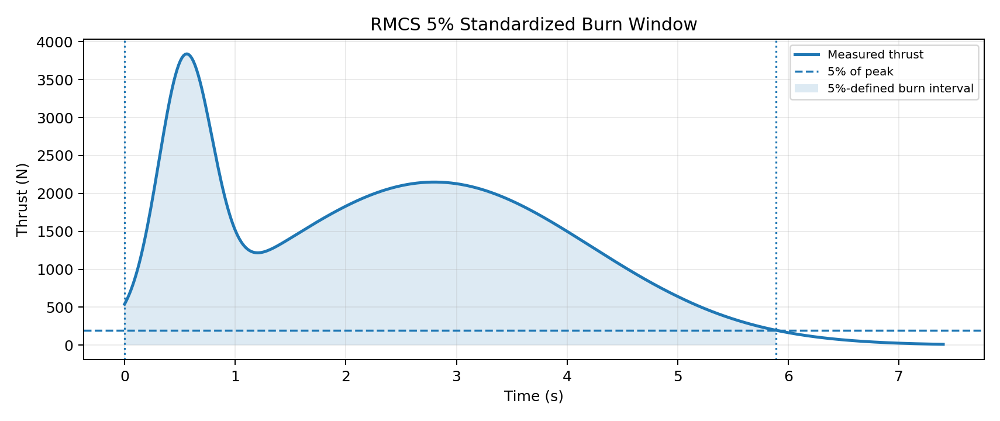 RMCS 5% Standardized Burn Window
Measured thrust
5% of peak
5%-defined burn interval
Thrust (N)
4000
3500
3000
2500
2000
1500
1000
500
0
0 1 2 3 4 5 6 7
Time (s)